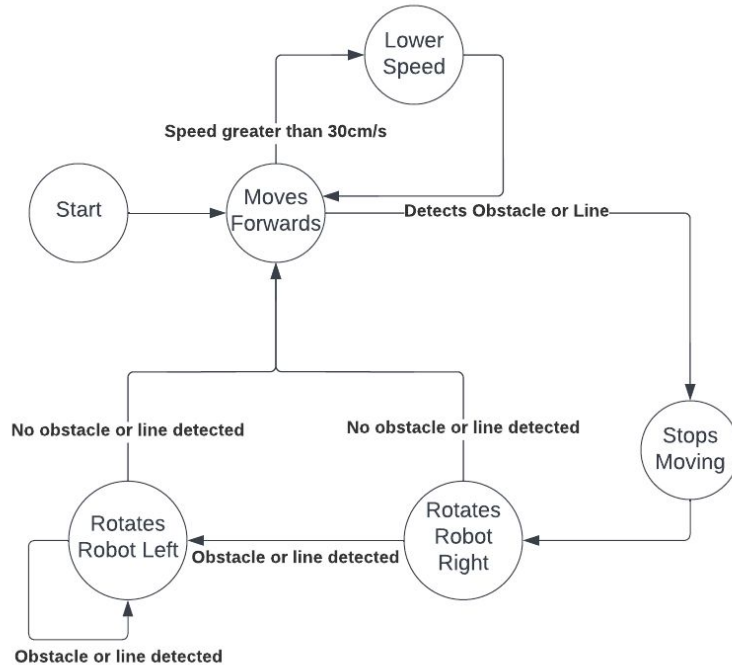 Lower
Speed
Speed greater than 30cm/s
Start
Moves
Forwards
Detects Obstacle or Line
No obstacle or line detected
No obstacle or line detected
Stops
Moving
Rotates
Robot Left
Obstacle or line detected
Rotates
Robot
Right
Obstacle or line detected